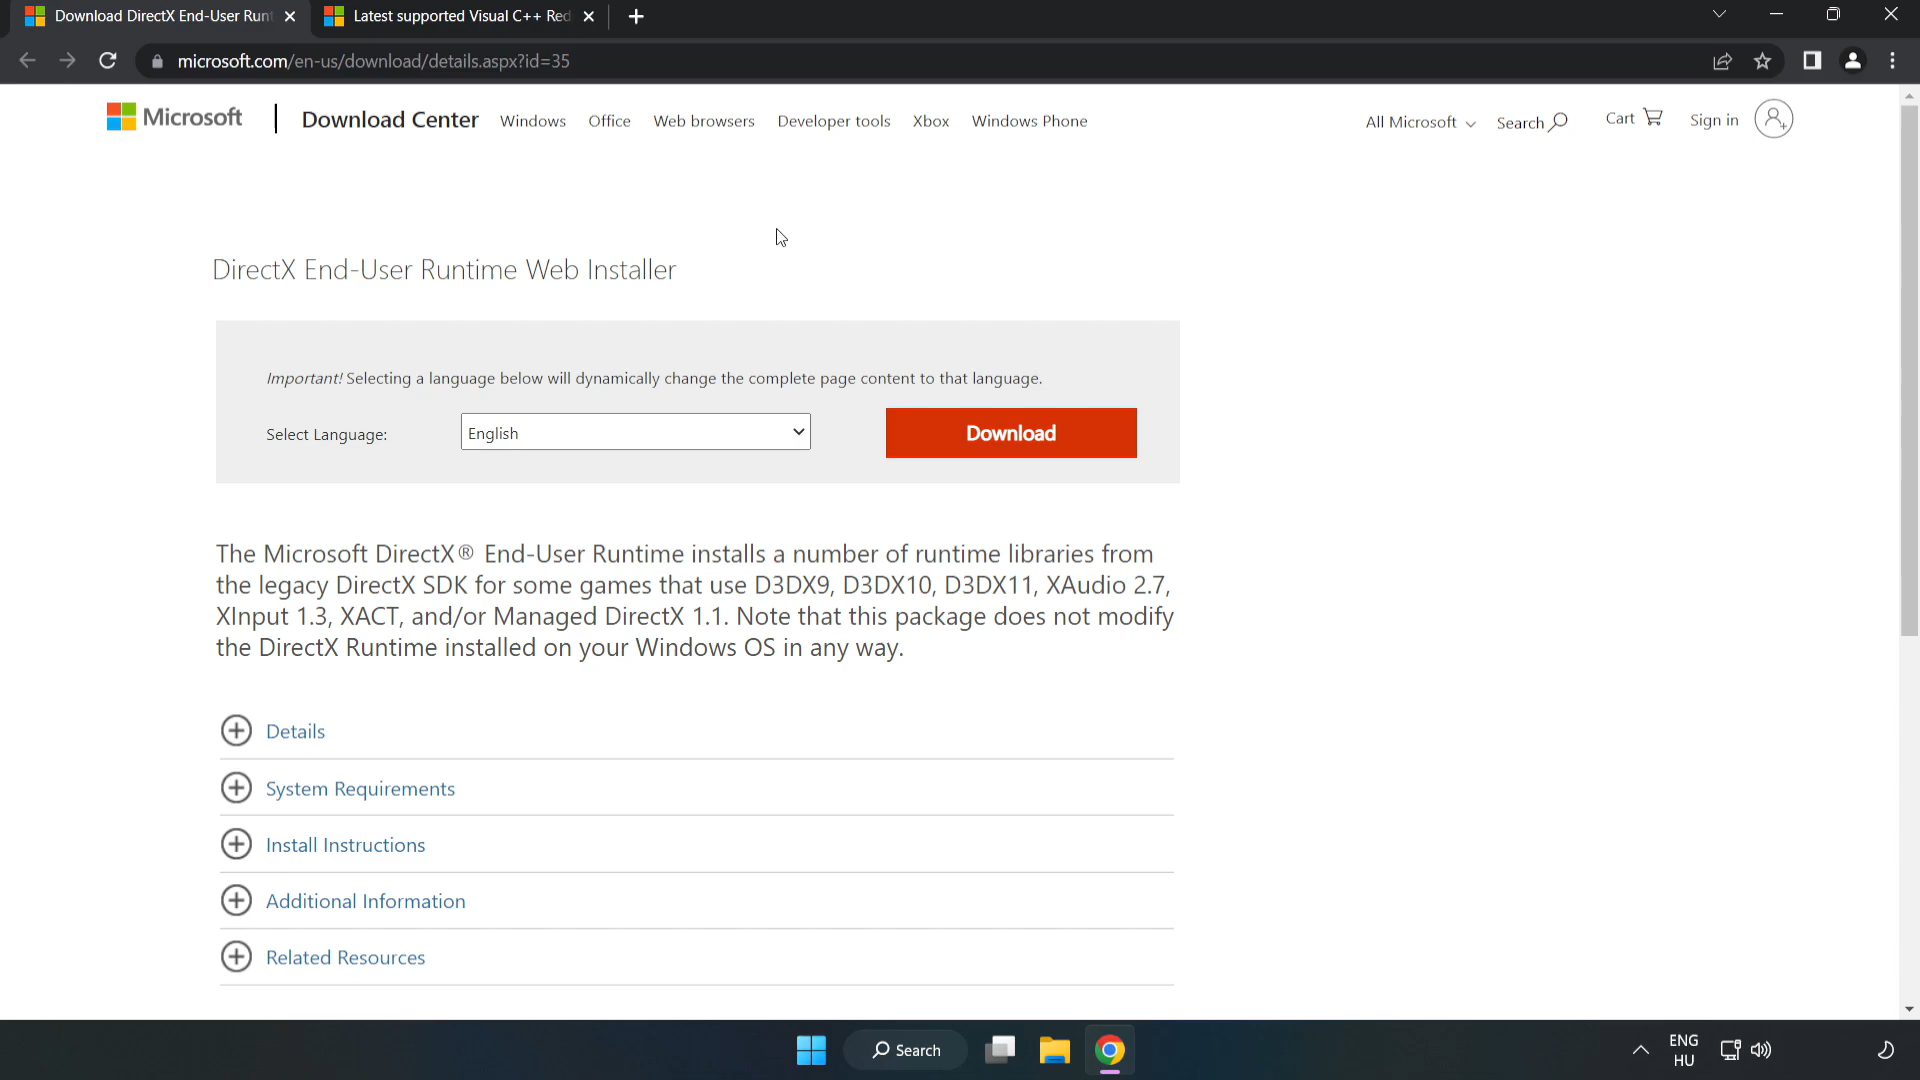 Download DirectX End-User Runt
Latest supported Visual C++ Red
microsoft.com/en-us/download/details.aspx?id=35
Microsoft
Download Center
Windows
Office
Web browsers
Developer tools
Xbox
Windows Phone
All Microsoft
Search
Cart
Sign in
DirectX End-User Runtime Web Installer
Important! Selecting a language below will dynamically change the complete page content to that language.
Select Language:
English
Download
The Microsoft DirectX® End-User Runtime installs a number of runtime libraries from
the legacy DirectX SDK for some games that use D3DX9, D3DX10, D3DX11, XAudio 2.7,
XInput 1.3, XACT, and/or Managed DirectX 1.1. Note that this package does not modify
the DirectX Runtime installed on your Windows OS in any way.
Details
System Requirements
Install Instructions
Additional Information
Related Resources
Search
ENG
HU